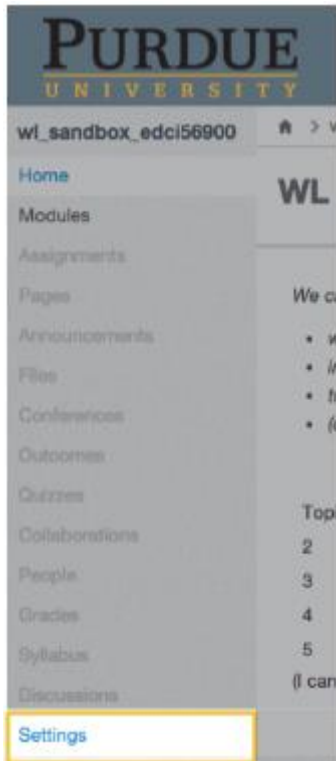 PURDUE
UNIVERSITY
wl_sandbox_edci56900
Home
Modules
Assignments
Pages
Announcements
Files
Conferences
Outcomes
Quizzes
Collaborations
People
Grades
Syllabus
Discussions
Settings
>
WL
We
Top
2
3
4
5
(I can